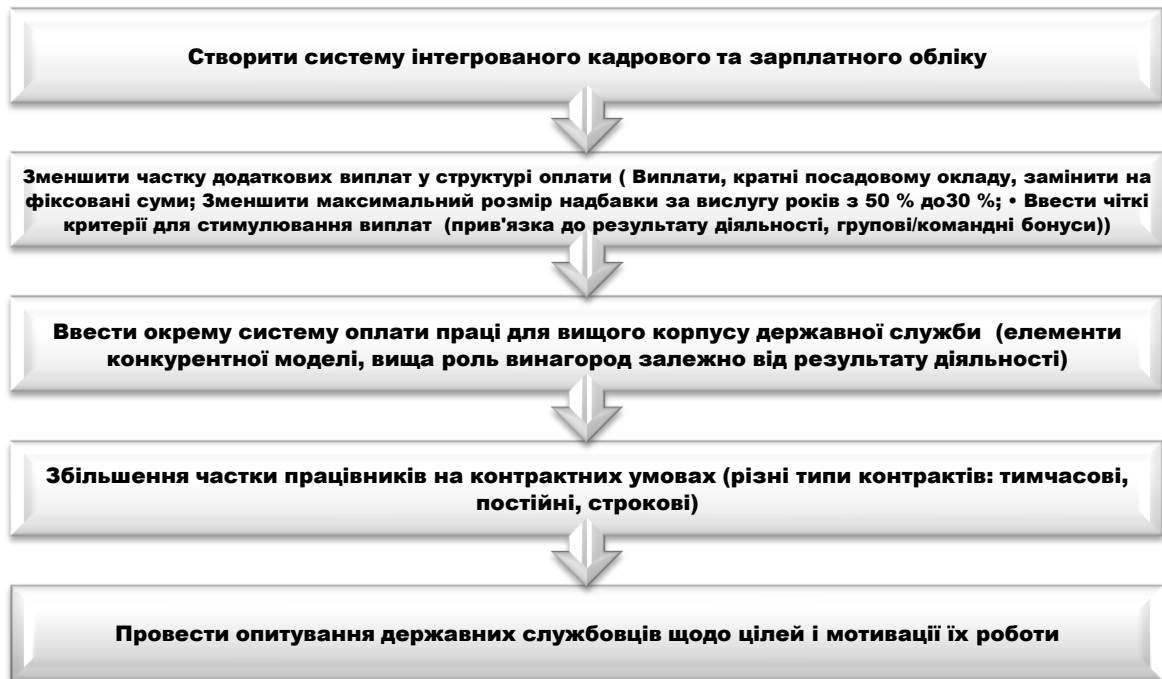 Створити систему інтегрованого кадрового та зарплатного обліку
Зменшити частку додаткових виплат у структурі оплати ( Виплати, кратні посадовому окладу, замінити на
фіксовані суми; Зменшити максимальний розмір надбавки за вислугу років з 50 % до30 %; • Ввести чіткі
критерії для стимулювання виплат (прив'язка до результату діяльності, групові/командні бонуси))
Ввести окрему систему оплати праці для вищого корпусу державної служби (елементи
конкурентної моделі, вища роль винагород залежно від результату діяльності)
Збільшення частки працівників на контрактних умовах (різні типи контрактів: тимчасові,
постійні, строкові)
Провести опитування державних службовців щодо цілей і мотивації їх роботи